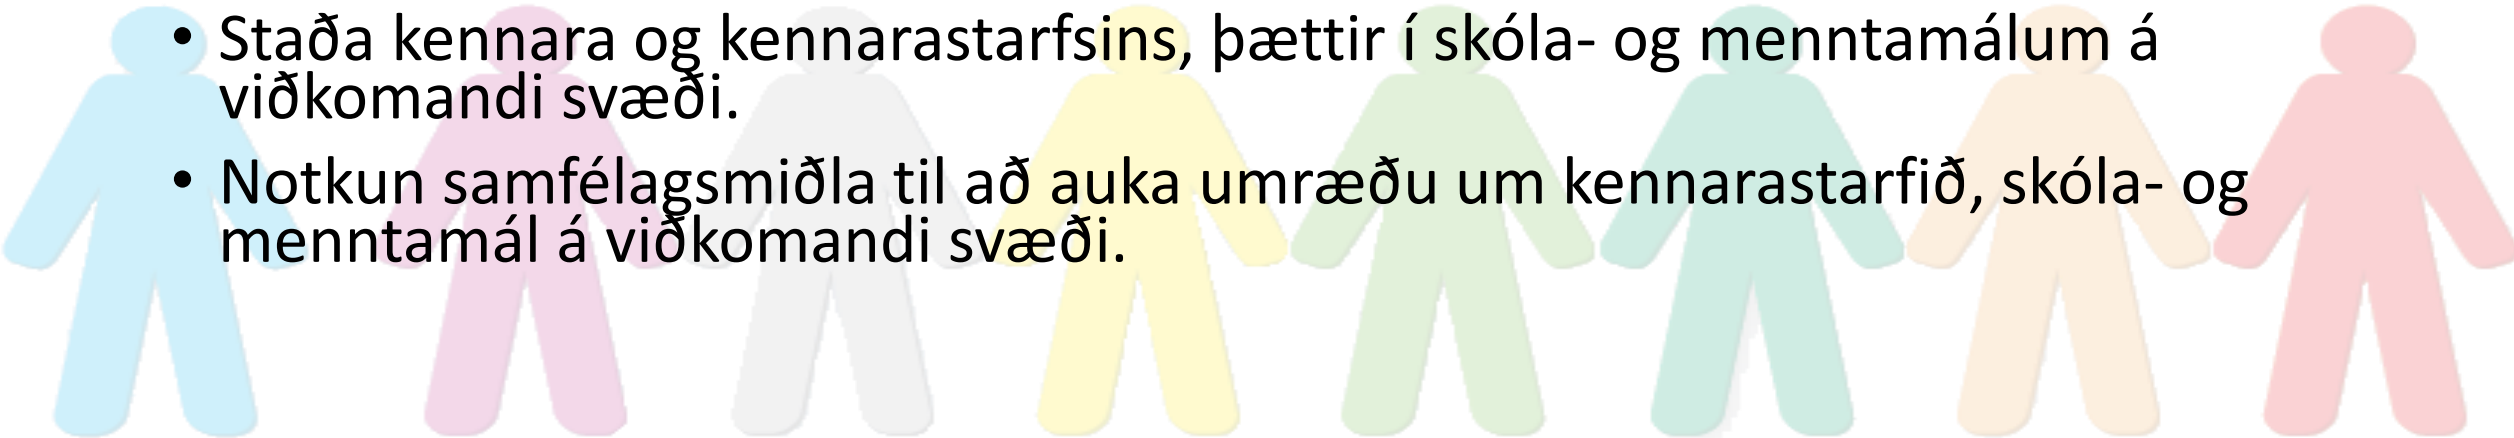 • Staða kennara og kennarastarfsins, þættir í skóla- og menntamálum á
viðkomandi svæði.
• Notkun samfélagsmiðla til að auka umræðu um kennarastarfið, skóla- og
menntamál á viðkomandi svæði.